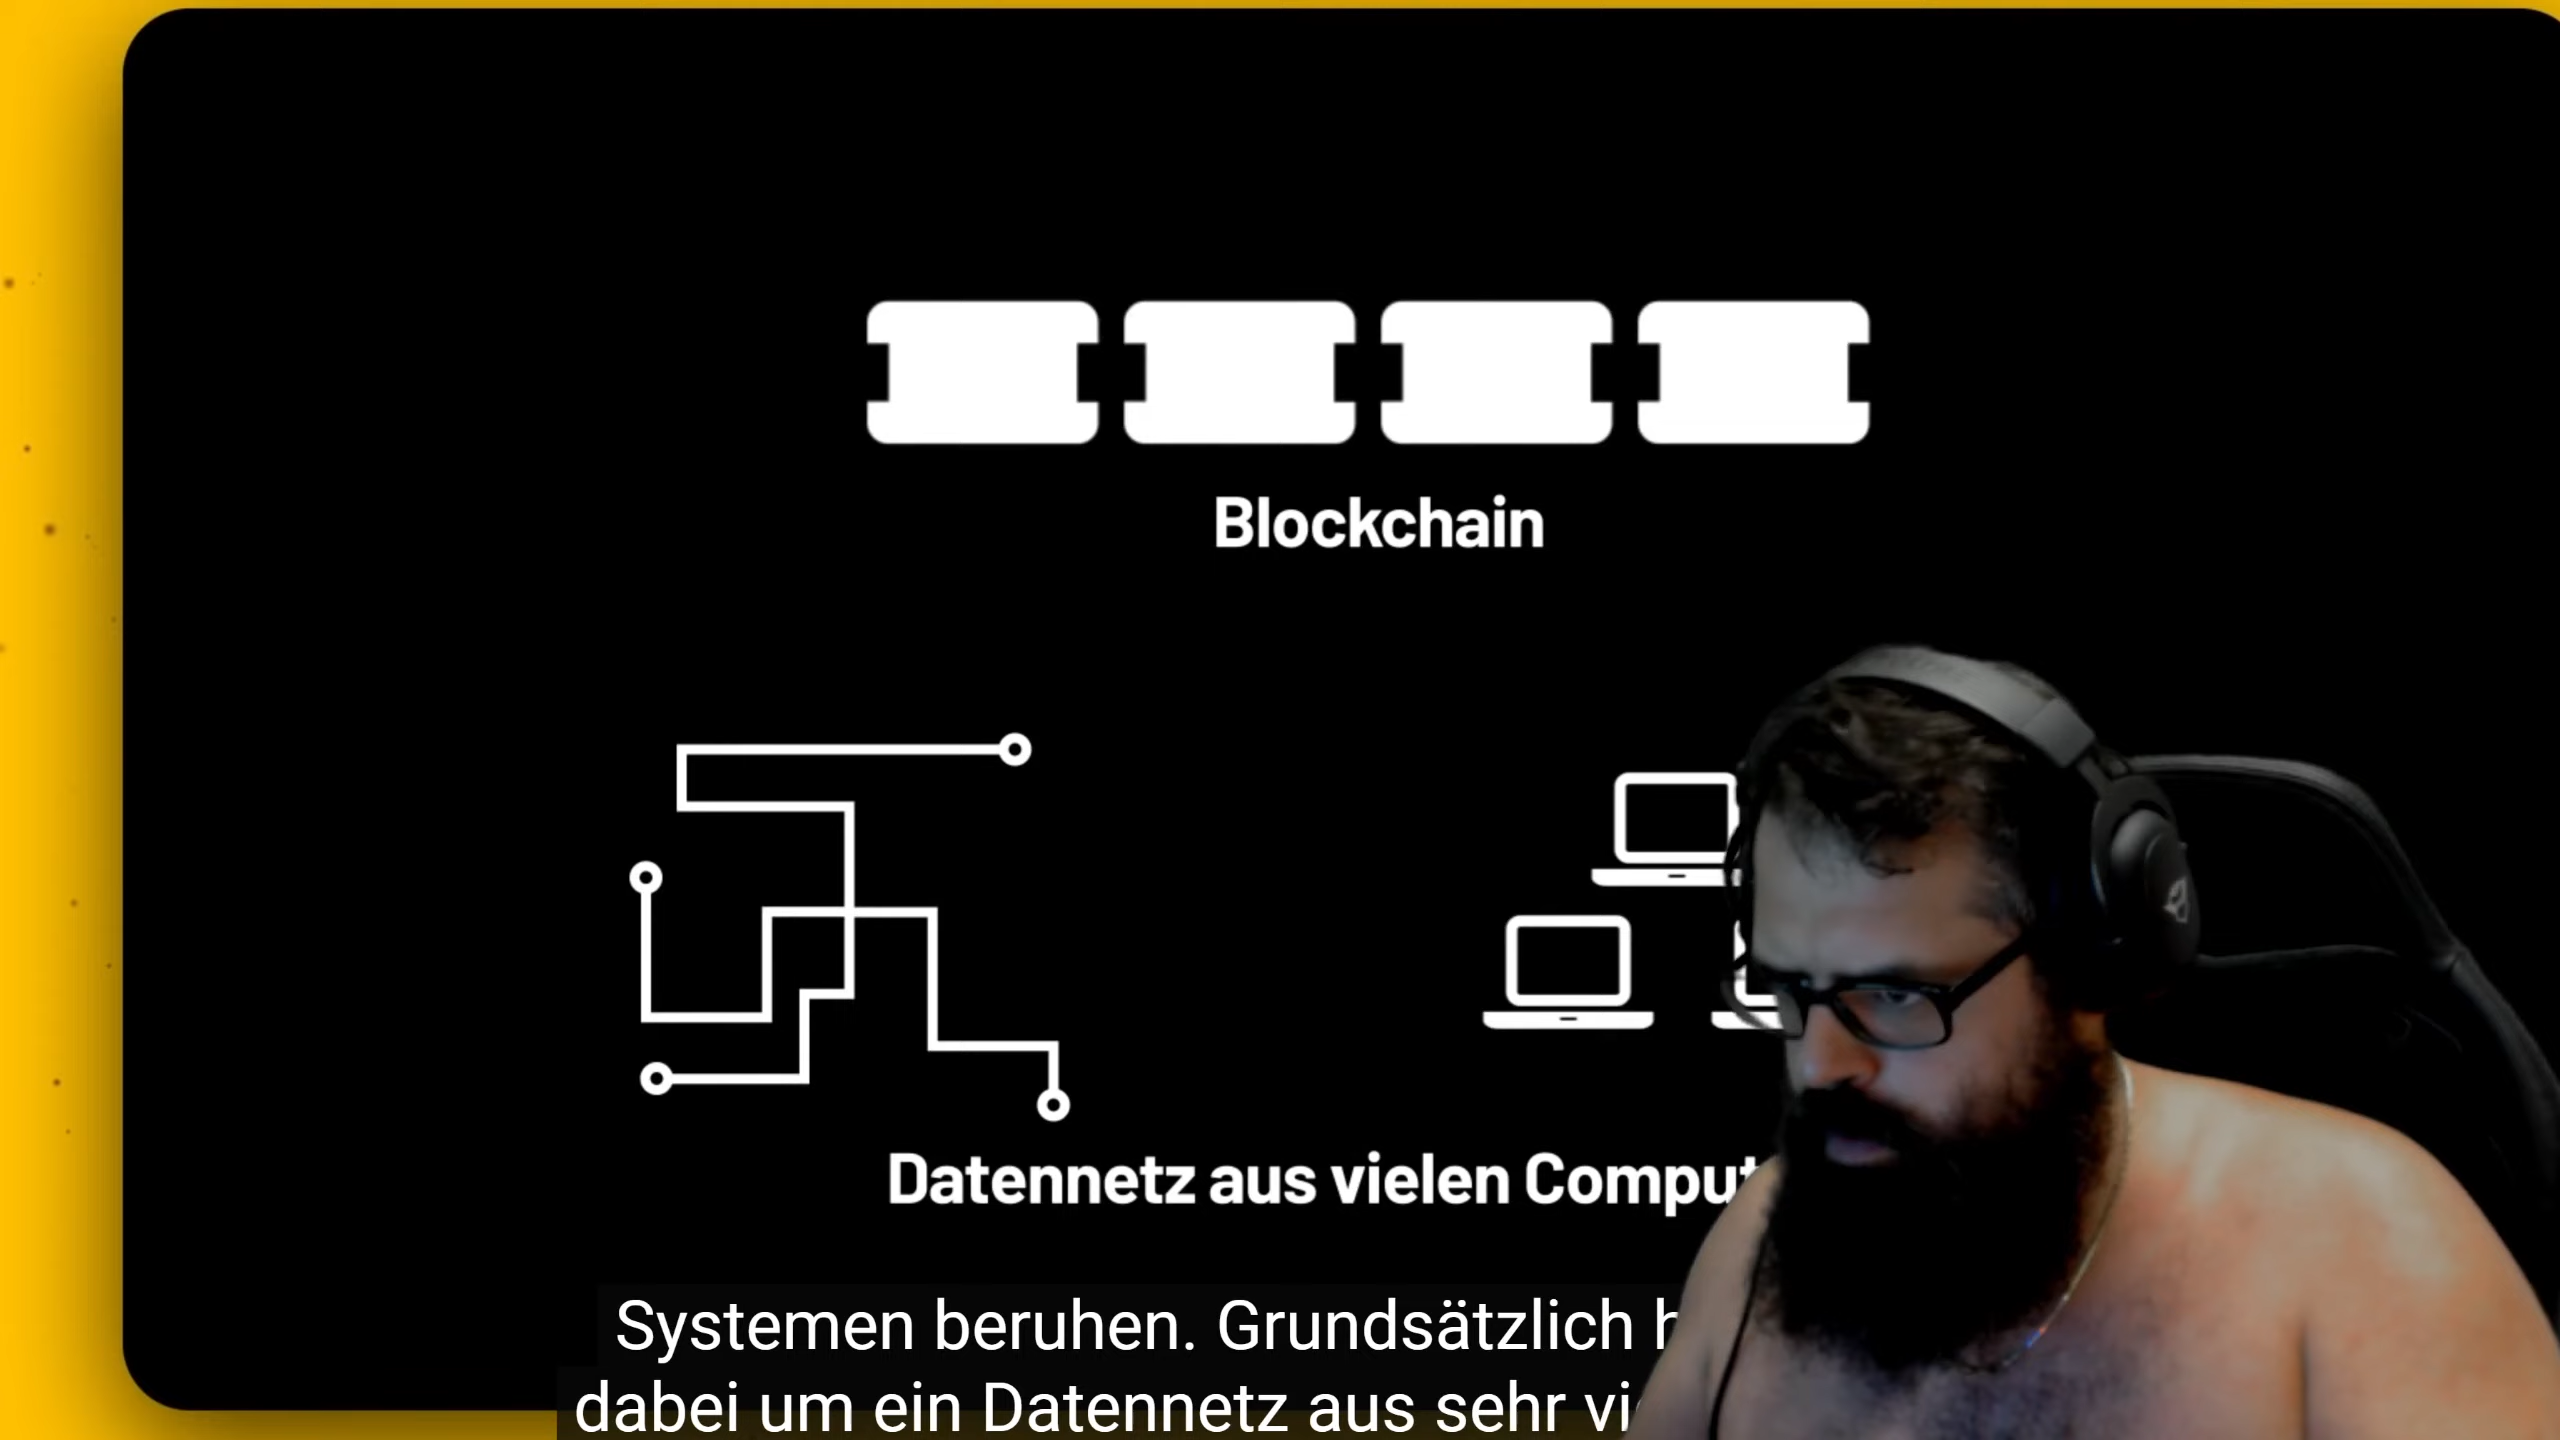 Blockchain
Datennetz aus vielen
Systemen beruhen. Grundsätzlich
dabei um ein Datennetz aus sehr